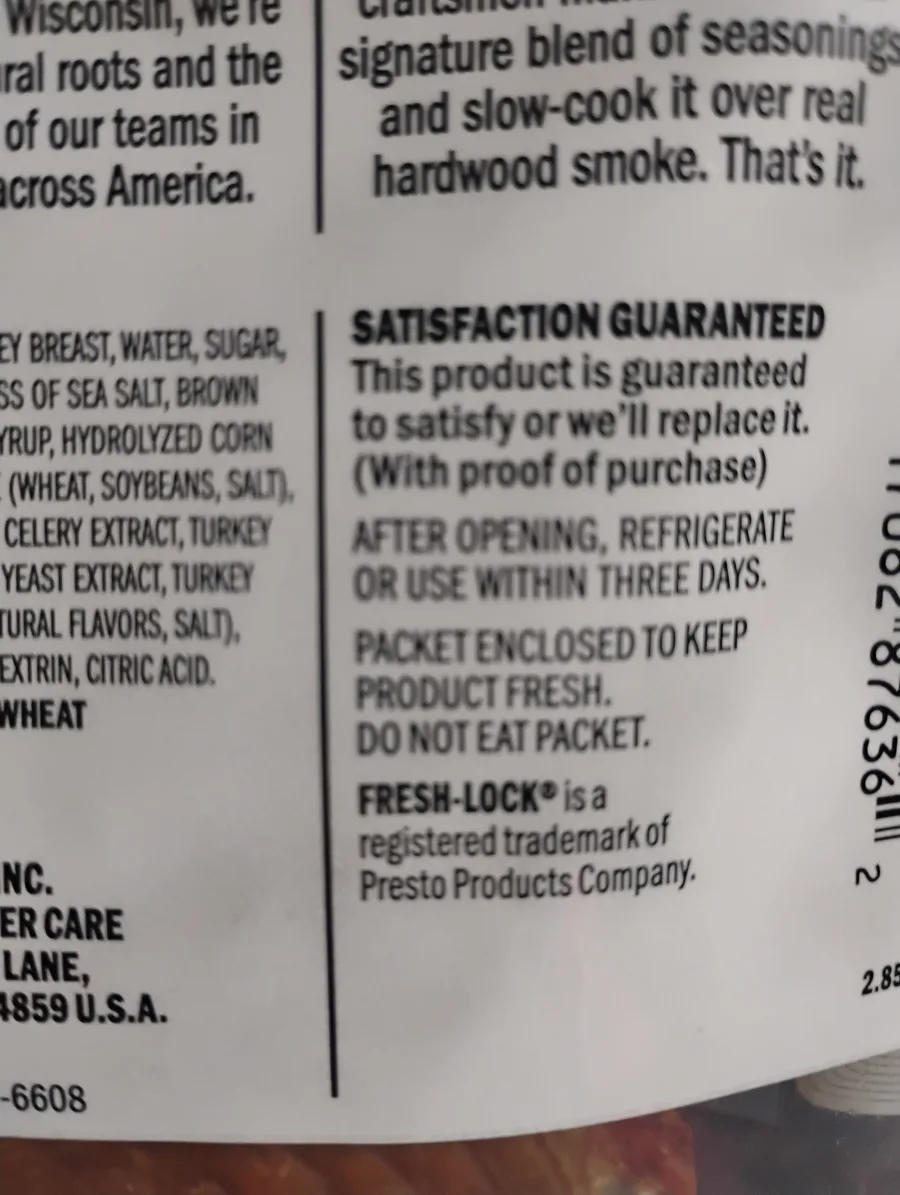 Wisconsin, we're
ral roots and the
of our teams in
across America.
signature blend of seasonings
and slow-cook it over real
hardwood smoke. That's it.
EY BREAST, WATER, SUGAR,
SS OF SEA SALT, BROWN
YRUP, HYDROLYZED CORN
(WHEAT, SOYBEANS, SALT),
CELERY EXTRACT, TURKEY
YEAST EXTRACT, TURKEY
TURAL FLAVORS, SALT),
EXTRIN, CITRIC ACID.
WHEAT
INC.
ER CARE
LANE,
4859 U.S.A.
-6608
SATISFACTION GUARANTEED
This product is guaranteed
to satisfy or we'll replace it.
(With proof of purchase)
AFTER OPENING, REFRIGERATE
OR USE WITHIN THREE DAYS.
PACKET ENCLOSED TO KEEP
PRODUCT FRESH.
DO NOT EAT PACKET.
FRESH-LOCK® is a
registered trademark of
Presto Products Company.
17082 87636 2
2.85